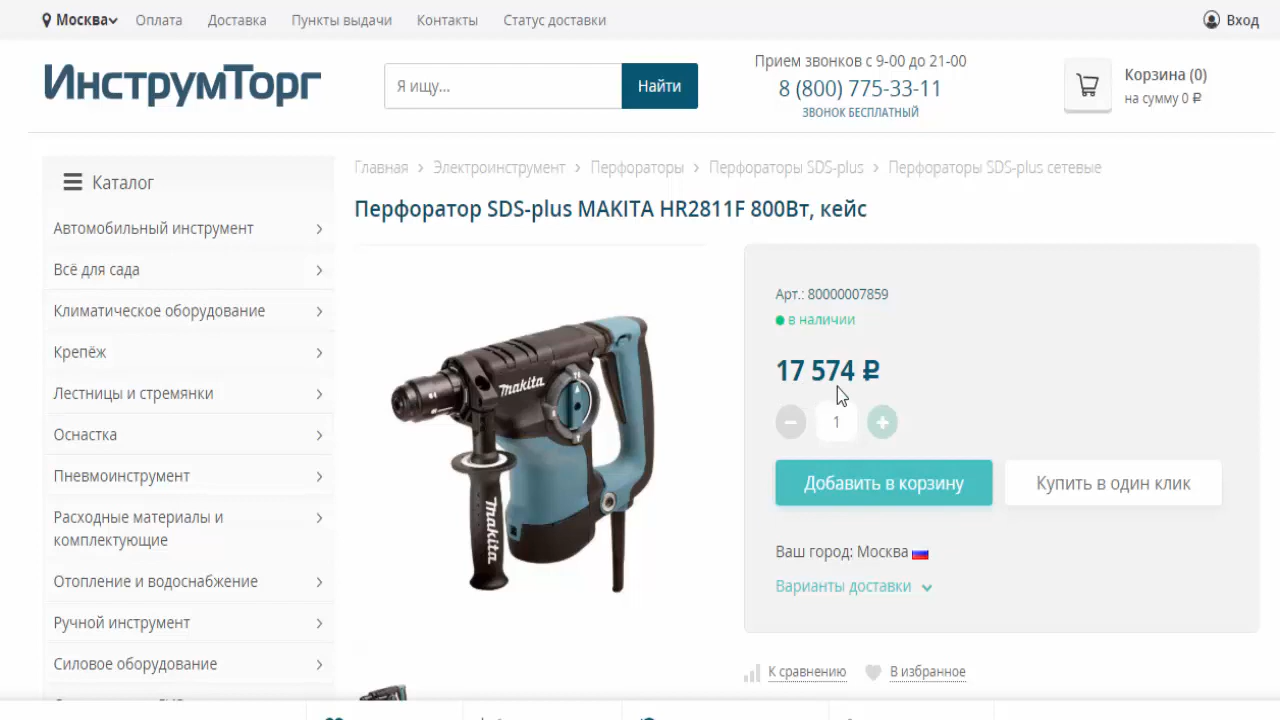 Москва
Оплата
Доставка
Пункты выдачи
Контакты
Статус доставки
Вход
ИнструмТорг
Я ищу...
Найти
Прием звонков с 9-00 до 21-00
8 (800) 775-33-11
ЗВОНОК БЕСПЛАТНЫЙ
Корзина (0)
на сумму 0 ₽
Каталог
Автомобильный инструмент
Всё для сада
Климатическое оборудование
Крепёж
Лестницы и стремянки
Оснастка
Пневмоинструмент
Расходные материалы и
комплектующие
Отопление и водоснабжение
Ручной инструмент
Силовое оборудование
Главная > Электроинструмент > Перфораторы > Перфораторы SDS-plus > Перфораторы SDS-plus сетевые
Перфоратор SDS-plus MAKITA HR2811F 800Вт, кейс
makita
makita
Арт.: 80000007859
в наличии
17 574 ₽
1
Добавить в корзину
Купить в один клик
Ваш город: Москва
Варианты доставки
К сравнению
В избранное